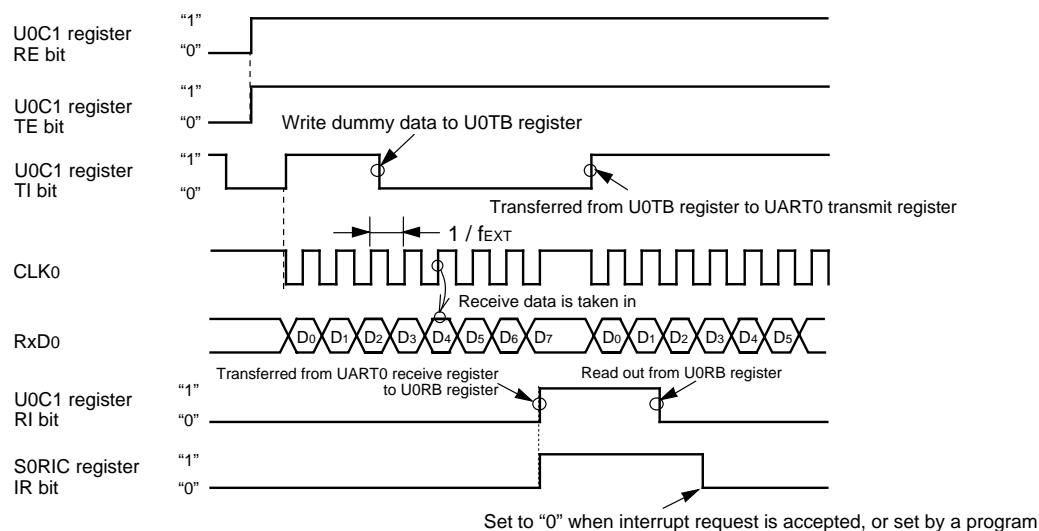 U0C1 register
RE bit
“1”
“0”
U0C1 register
TE bit
“1”
“0”
Write dummy data to U0TB register
U0C1 register
TI bit
“1”
“0”
Transferred from U0TB register to UART0 transmit register
1 / fEXT
CLK0
Receive data is taken in
RxD0
D0 D1 D2 D3 D4 D5 D6 D7 D0 D1 D2 D3 D4 D5
Transferred from UART0 receive register
to U0RB register
Read out from U0RB register
U0C1 register
RI bit
“1”
“0”
S0RIC register
IR bit
“1”
“0”
Set to “0” when interrupt request is accepted, or set by a program